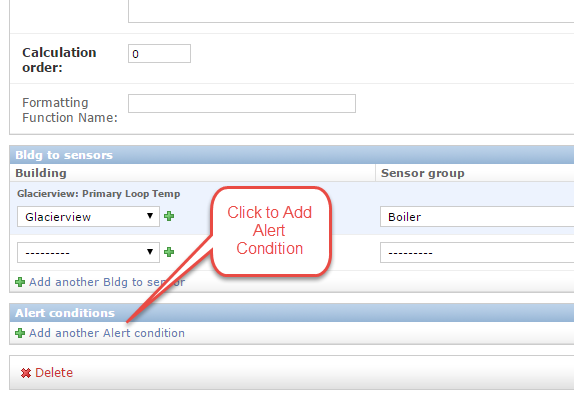 Calculation
order:
0
Formatting
Function Name:
Bldg to sensors
Building
Sensor group
Glacierview: Primary Loop Temp
Glacierview
Boiler
Click to Add
Alert
Condition
---------
---------
Add another Bldg to sensor
Alert conditions
Add another Alert condition
Delete